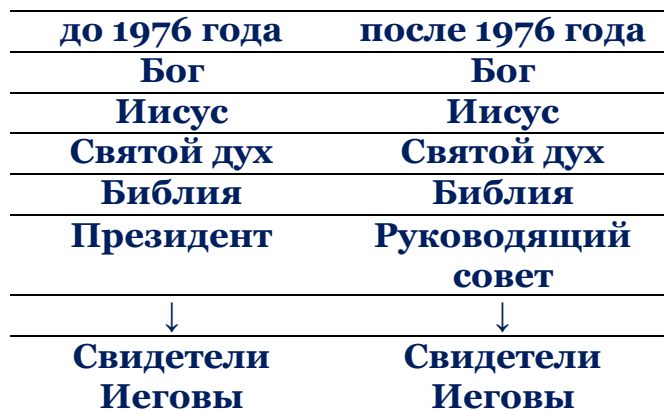 до 1976 года после 1976 года
Бог Бог
Иисус Иисус
Святой дух Святой дух
Библия Библия
Президент Руководящий
совет
↓ ↓
Свидетели Свидетели
Иеговы Иеговы